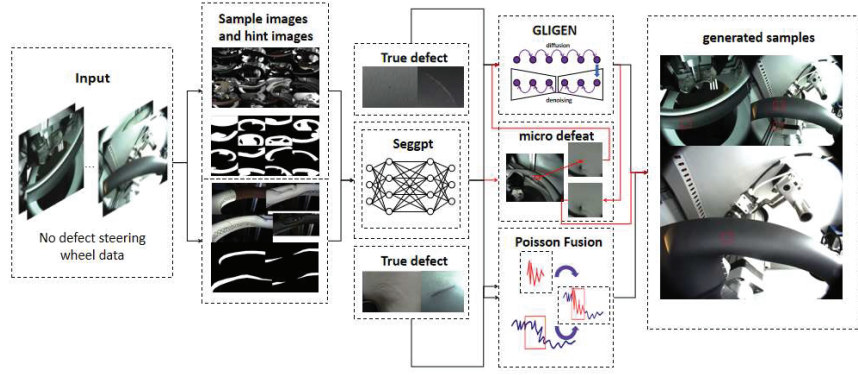 Input
No defect steering
wheel data
Sample images
and hint images
True defect
Seggpt
True defect
GLIGEN
diffusion
denoising
micro defeat
Poisson Fusion
generated samples